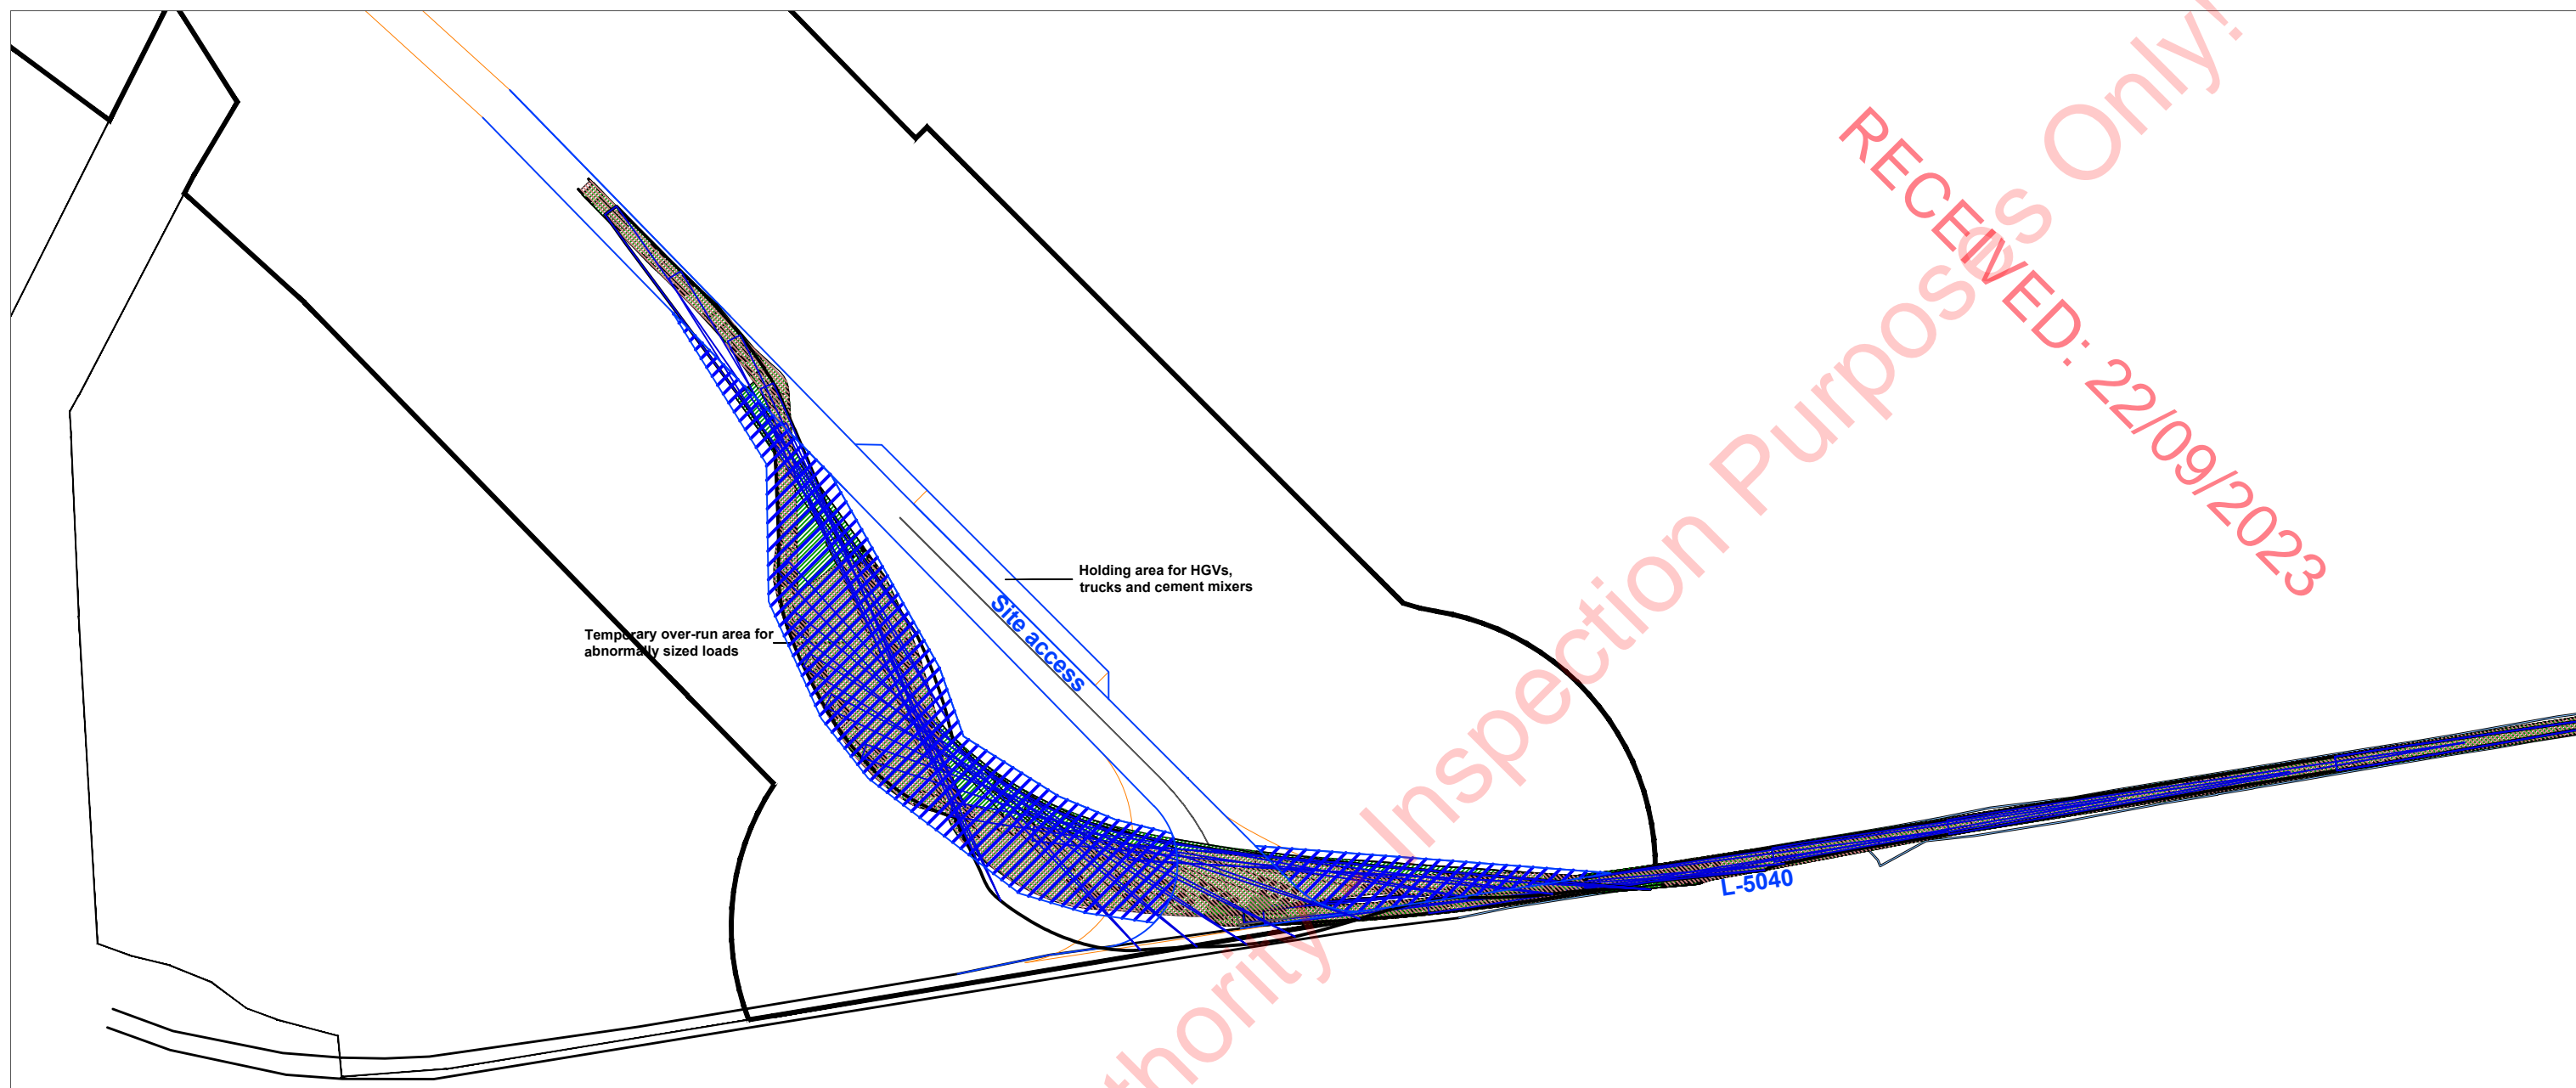 RECEIVED: 22/09/2023
Inspection Purposes Only!
Holding area for HGVs,
trucks and cement mixers
Site access
Temporary over-run area for
abnormally sized loads
L-5040